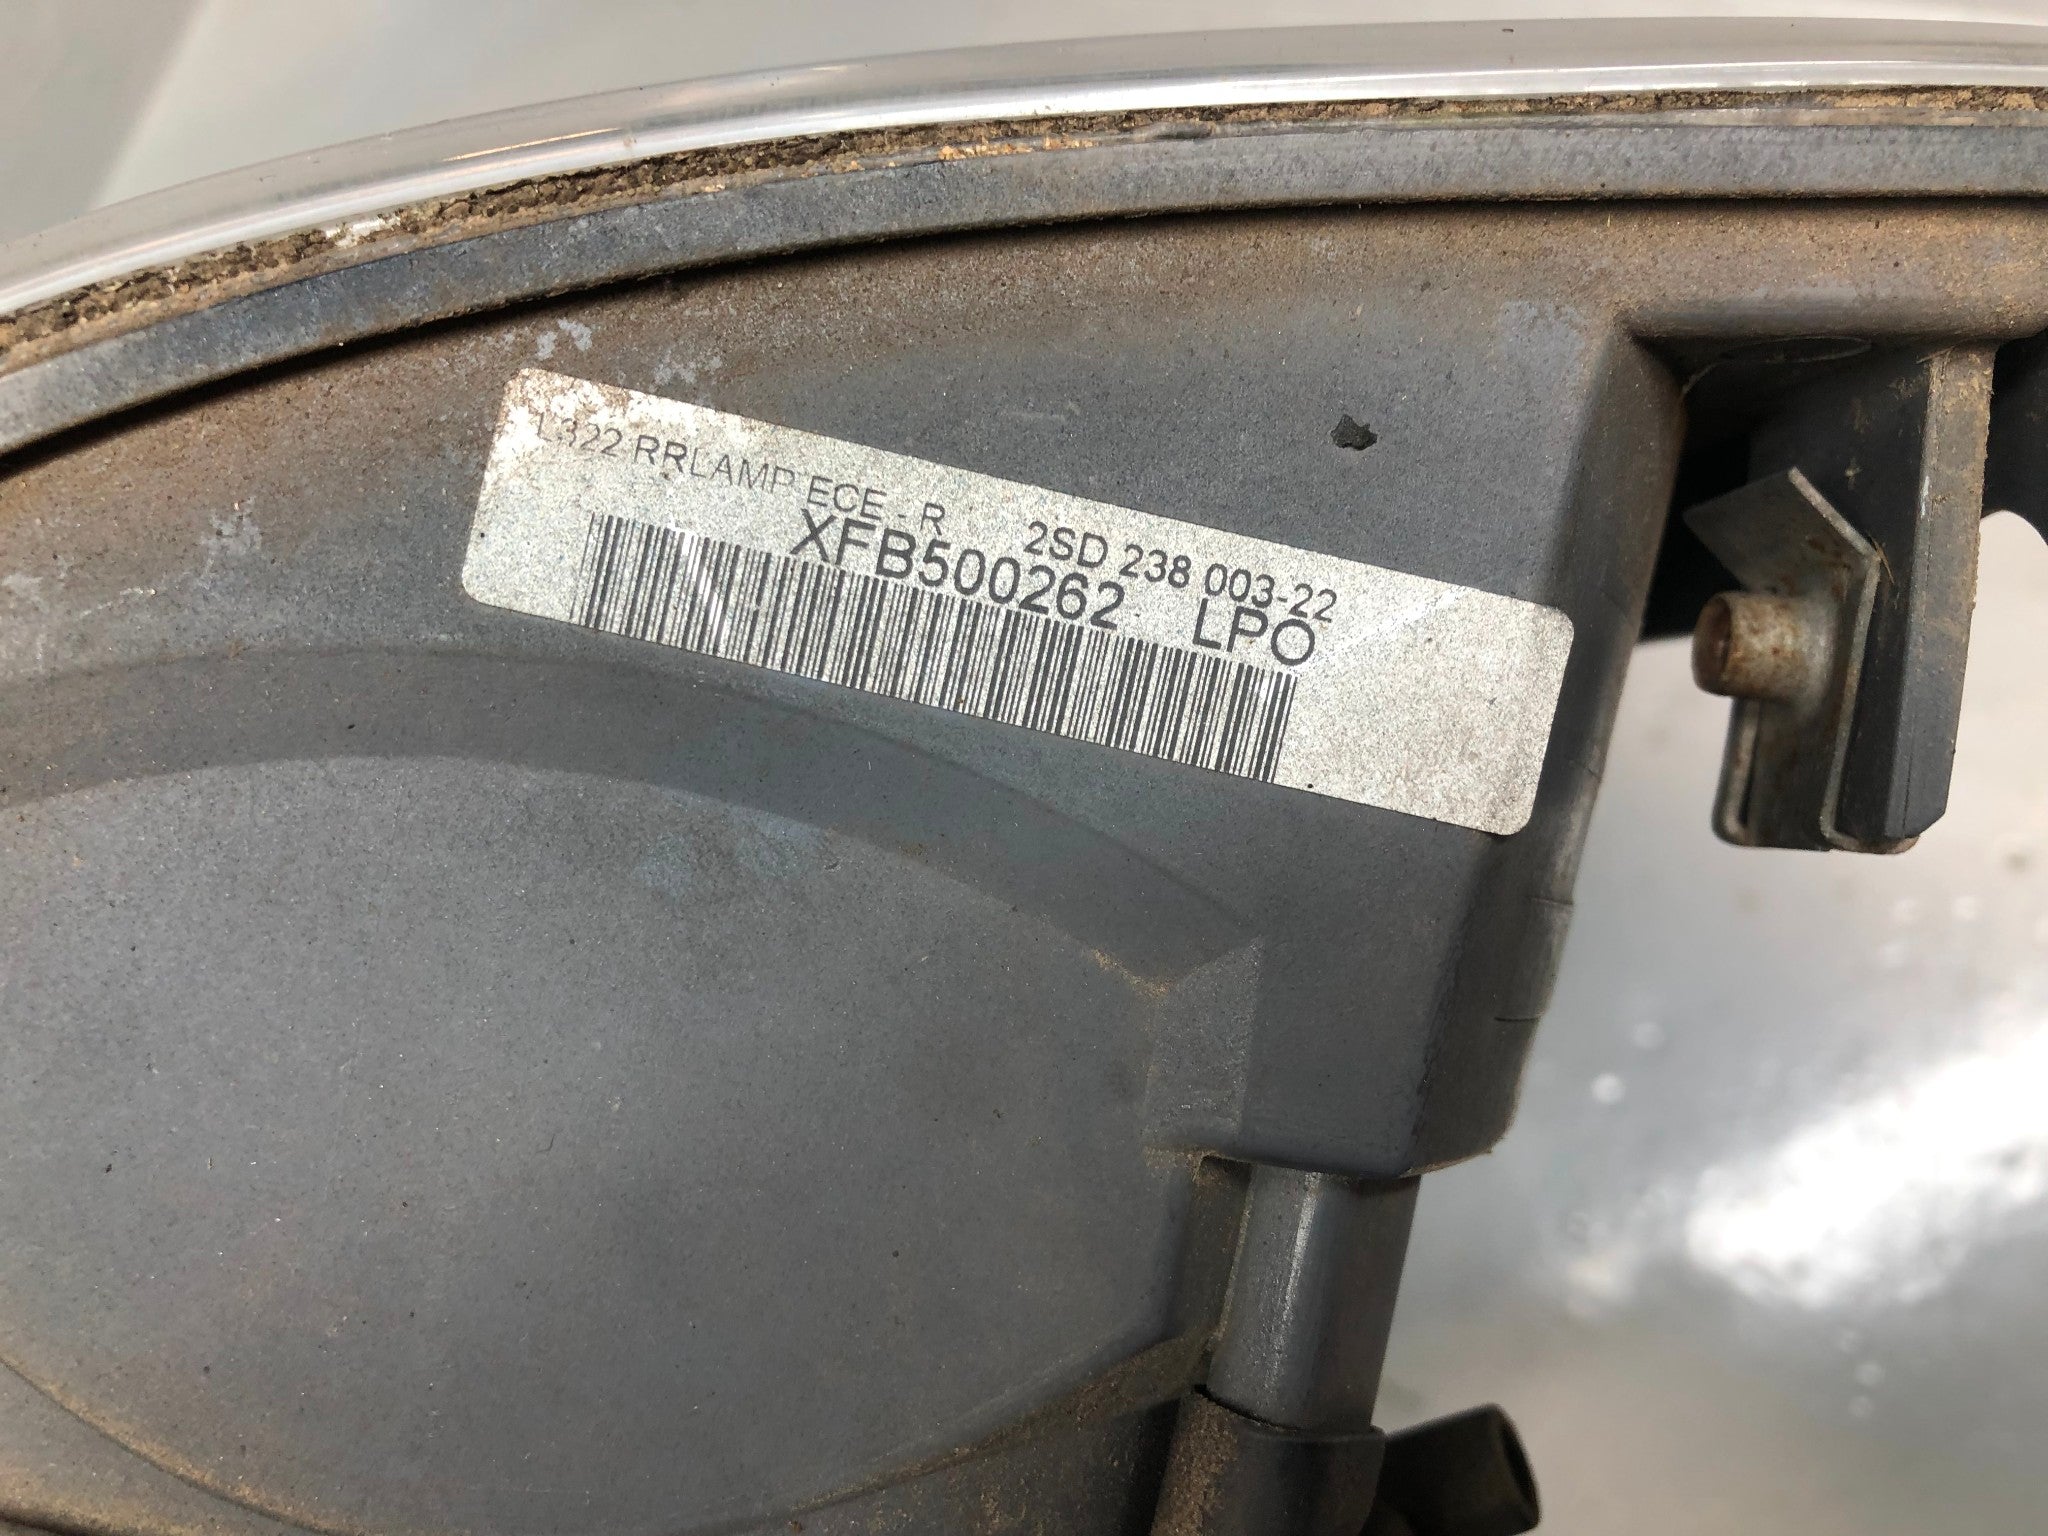 L322 RRLAMP ECE - R 2SD 238 003-22
XFB500262 LPO